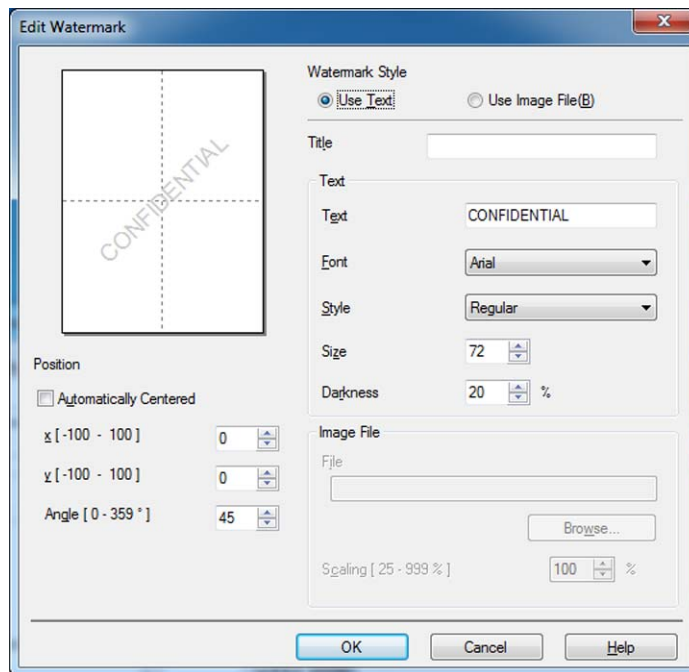 Edit Watermark
Watermark Style
Use Text
Use Image File(B)
Title
Text
Text CONFIDENTIAL
Font Arial
Style Regular
Size 72
Darkness 20 %
CONFIDENTIAL
Position
Automatically Centered
x [ -100 - 100 ] 0
y [ -100 - 100 ] 0
Angle [ 0 - 359 ° ] 45
Image File
File
Browse...
Scaling [ 25 - 999 % ] 100 %
OK Cancel Help